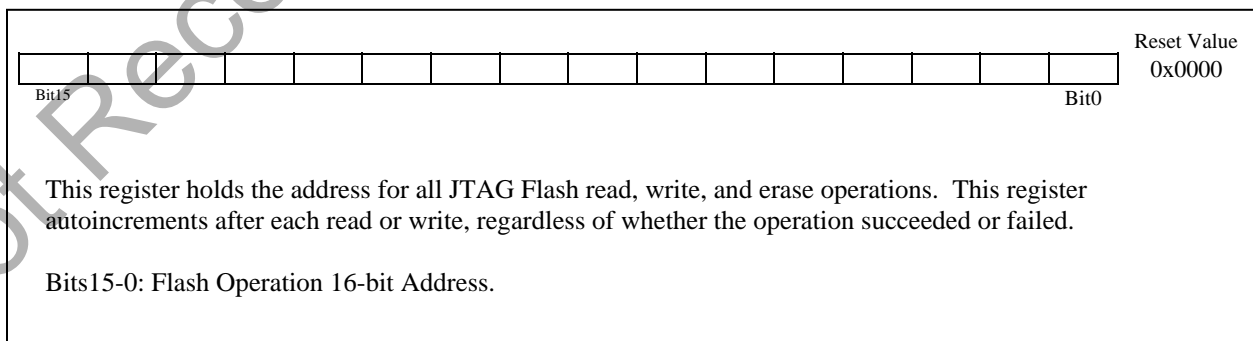 Reset Value
0x0000
Bit15
Bit0
This register holds the address for all JTAG Flash read, write, and erase operations.  This register
autoincrements after each read or write, regardless of whether the operation succeeded or failed.
Bits15-0: Flash Operation 16-bit Address.